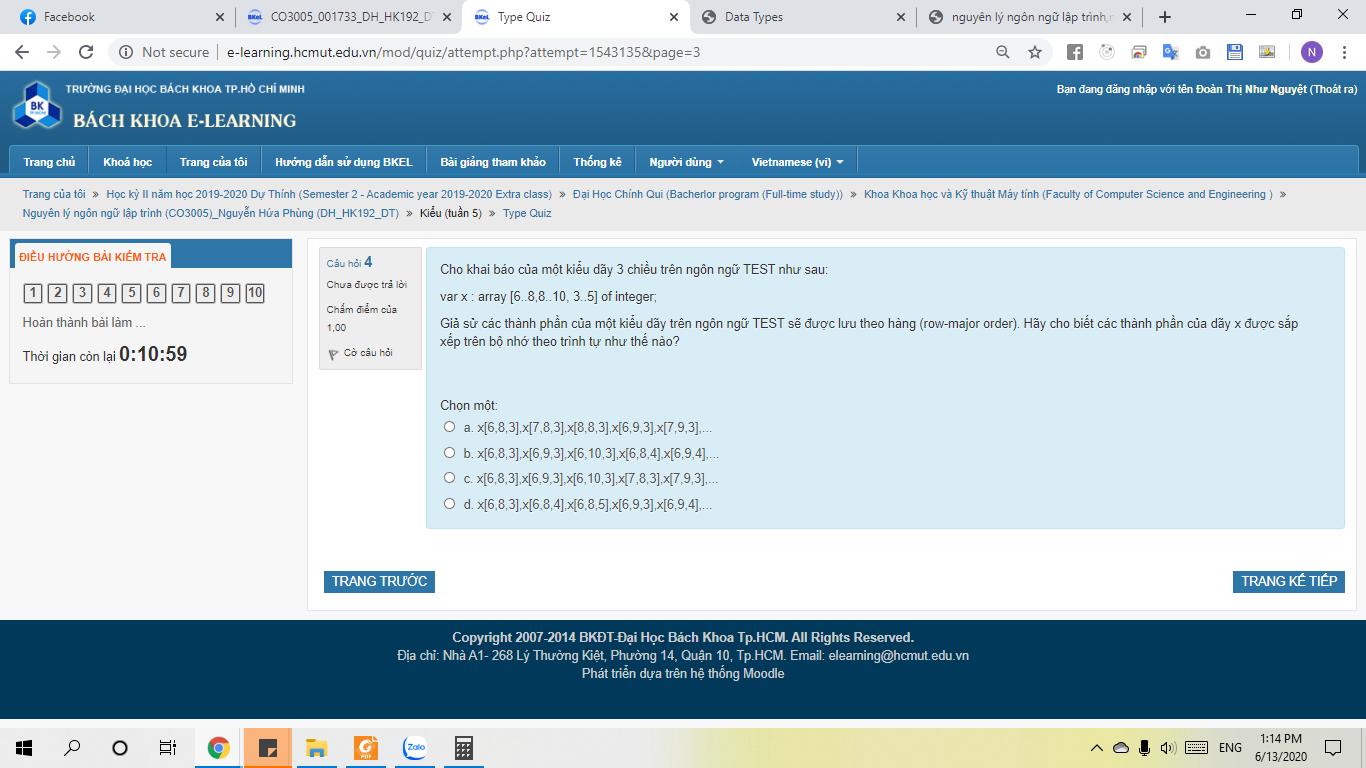 Facebook
CO3005_001733_DH_HK192_DT
Type Quiz
Data Types
nguyên lý ngôn ngữ lập trình,n
Not secure
e-learning.hcmut.edu.vn/mod/quiz/attempt.php?attempt=1543135&page=3
N
BK
TP.HCM
TRƯỜNG ĐẠI HỌC BÁCH KHOA TP.HỒ CHÍ MINH
BÁCH KHOA E-LEARNING
Bạn đang đăng nhập với tên Đoàn Thị Như Nguyệt (Thoát ra)
Trang chủ
Khoá học
Trang của tôi
Hướng dẫn sử dụng BKEL
Bài giảng tham khảo
Thống kê
Người dùng
Vietnamese (vi)
Trang của tôi » Học kỳ II năm học 2019-2020 Dự Thính (Semester 2 - Academic year 2019-2020 Extra class) » Đại Học Chính Qui (Bacherlor program (Full-time study)) » Khoa Khoa học và Kỹ thuật Máy tính (Faculty of Computer Science and Engineering ) »
Nguyên lý ngôn ngữ lập trình (CO3005)_Nguyễn Hứa Phùng (DH_HK192_DT) » Kiểu (tuần 5) » Type Quiz
ĐIỀU HƯỚNG BÀI KIỂM TRA
1 2 3 4 5 6 7 8 9 10
Hoàn thành bài làm ...
Thời gian còn lại 0:10:59
Câu hỏi 4
Chưa được trả lời
Chấm điểm của
1,00
Cờ câu hỏi
Cho khai báo của một kiểu dãy 3 chiều trên ngôn ngữ TEST như sau:
var x : array [6..8,8..10, 3..5] of integer;
Giả sử các thành phần của một kiểu dãy trên ngôn ngữ TEST sẽ được lưu theo hàng (row-major order). Hãy cho biết các thành phần của dãy x được sắp
xếp trên bộ nhớ theo trình tự như thế nào?
Chọn một:
a. x[6,8,3],x[7,8,3],x[8,8,3],x[6,9,3],x[7,9,3],...
b. x[6,8,3],x[6,9,3],x[6,10,3],x[6,8,4],x[6,9,4],...
c. x[6,8,3],x[6,9,3],x[6,10,3],x[7,8,3],x[7,9,3],...
d. x[6,8,3],x[6,8,4],x[6,8,5],x[6,9,3],x[6,9,4],...
TRANG TRƯỚC
TRANG KẾ TIẾP
Copyright 2007-2014 BKĐT-Đại Học Bách Khoa Tp.HCM. All Rights Reserved.
Địa chỉ: Nhà A1- 268 Lý Thường Kiệt, Phường 14, Quận 10, Tp.HCM. Email: elearning@hcmut.edu.vn
Phát triển dựa trên hệ thống Moodle
PDF
Zalo
ENG
1:14 PM
6/13/2020